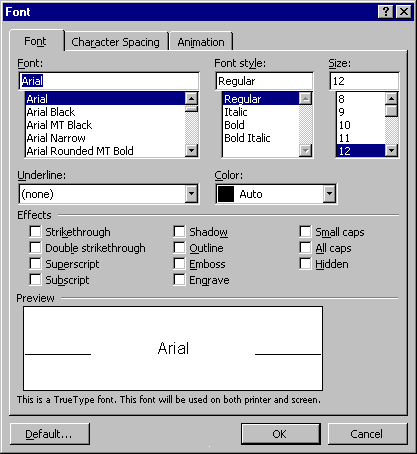 Font
Font Character Spacing Animation
Font: Font style: Size:
Arial Regular 12
Arial Regular 8
Arial Black Italic 9
Arial MT Black Bold 10
Arial Narrow Bold Italic 11
Arial Rounded MT Bold 12
Underline: Color:
(none) Auto
Effects
Strikethrough Shadow Small caps
Double strikethrough Outline All caps
Superscript Emboss Hidden
Subscript Engrave
Preview
Arial
This is a TrueType font. This font will be used on both printer and screen.
Default... OK Cancel